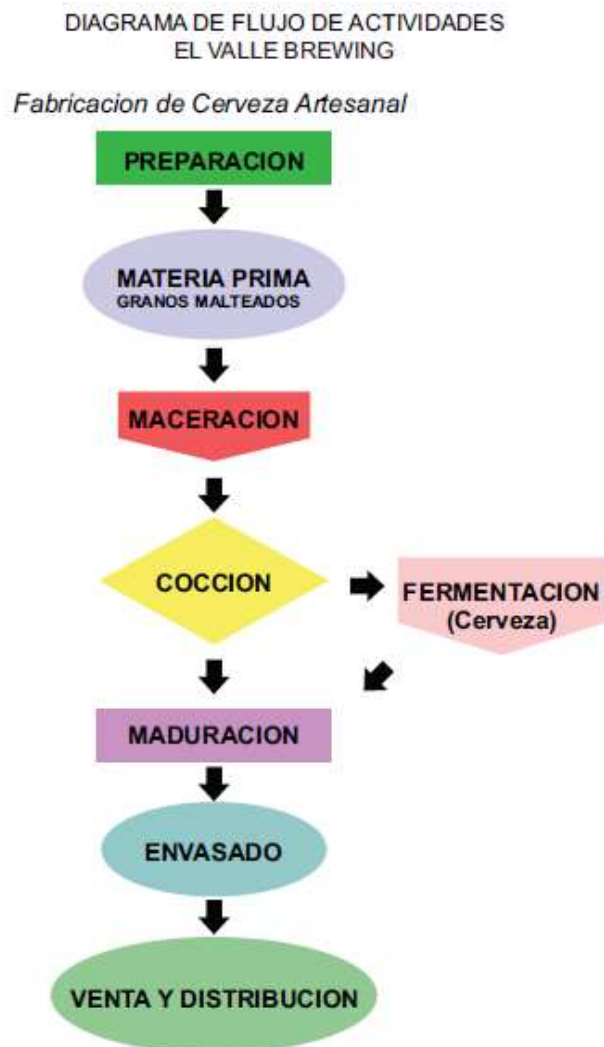 DIAGRAMA DE FLUJO DE ACTIVIDADES
EL VALLE BREWING
Fabricacion de Cerveza Artesanal
PREPARACION
MATERIA PRIMA
GRANOS MALTEADOS
MACERACION
COCCION
FERMENTACION
(Cerveza)
MADURACION
ENVASADO
VENTA Y DISTRIBUCION